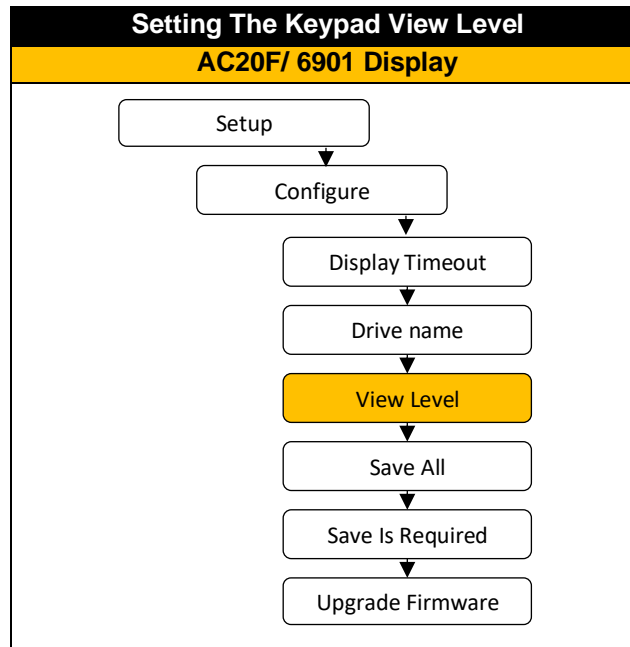 Setting The Keypad View Level
AC20F/ 6901 Display
Setup
Configure
Display Timeout
Drive name
View Level
Save All
Save Is Required
Upgrade Firmware